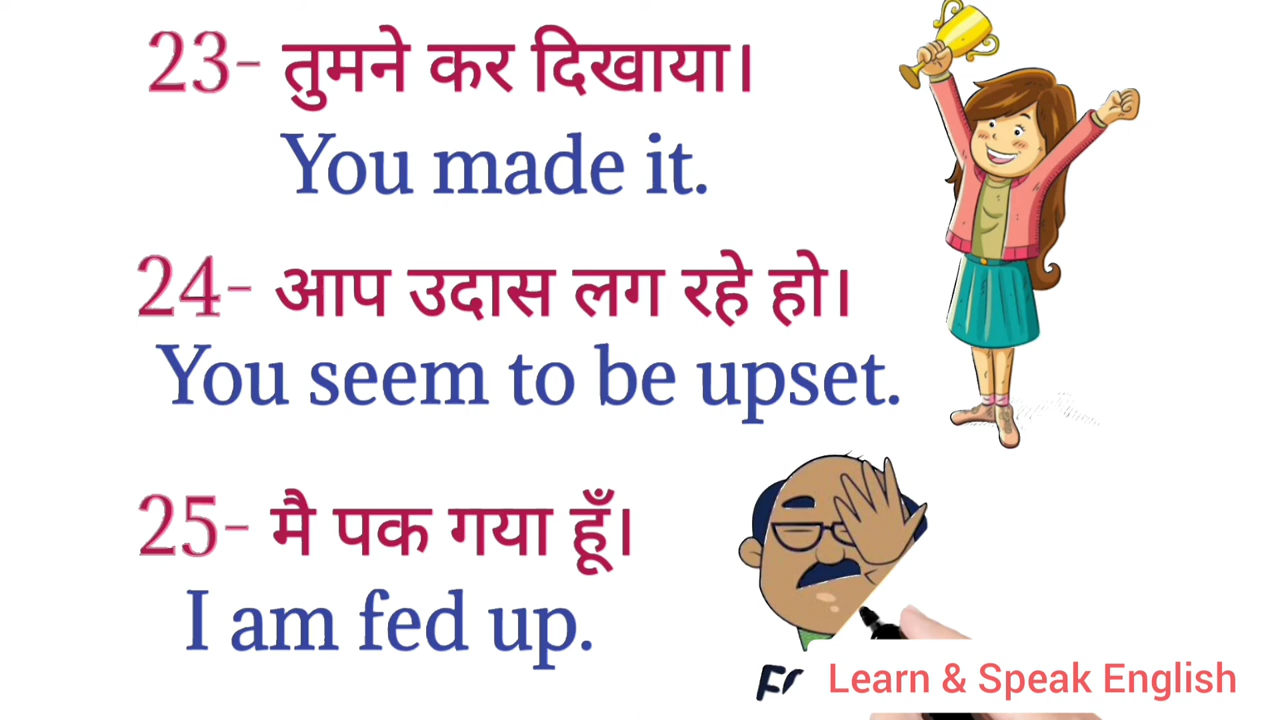 23- तुमने कर दिखाया।
You made it.
24- आप उदास लग रहे हो।
You seem to be upset.
25- मै पक गया हूँ।
I am fed up.
Learn & Speak English